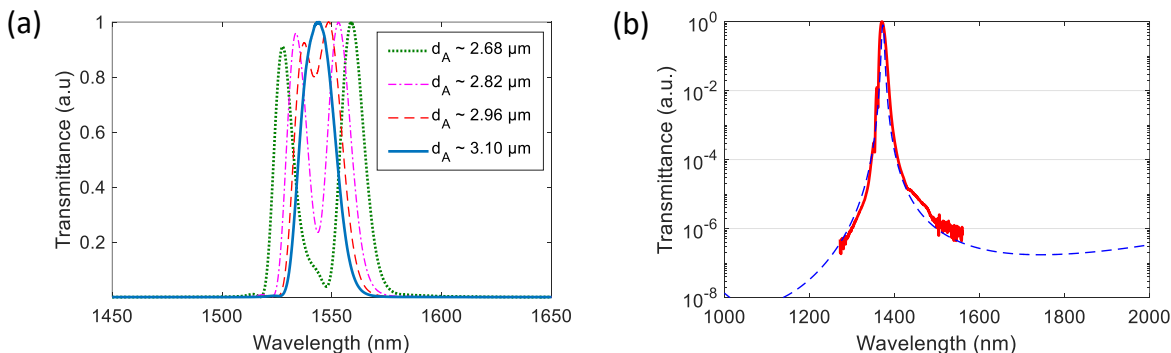 (a)
Transmittance (a.u)
1
0.8
0.6
0.4
0.2
d_A ~ 2.68 µm
d_A ~ 2.82 µm
d_A ~ 2.96 µm
d_A ~ 3.10 µm
1450 1500 1550 1600 1650
Wavelength (nm)
(b)
Transmittance (a.u.)
10^0
10^-2
10^-4
10^-6
10^-8
1000 1200 1400 1600 1800 2000
Wavelength (nm)